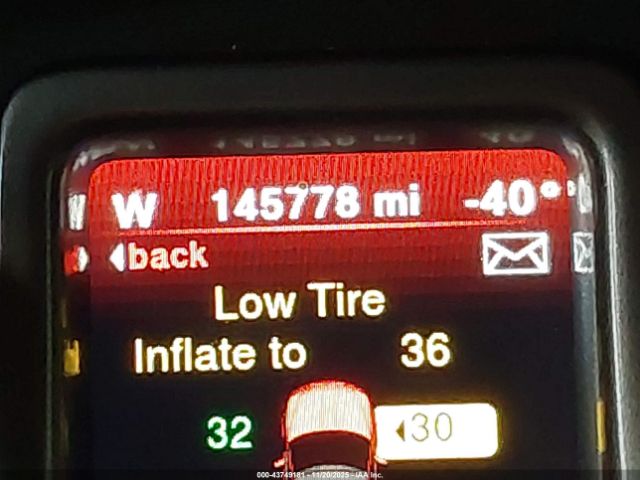 W 145778 mi -40°
back
Low Tire
Inflate to 36
32 30
000-43749181 - 11/20/2025 - IAA Inc.